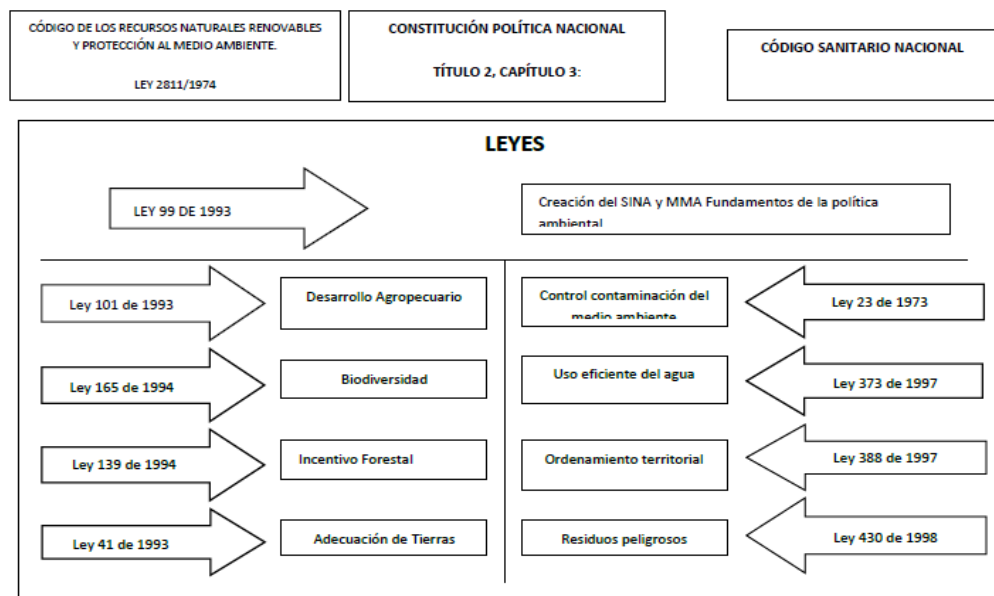 CÓDIGO DE LOS RECURSOS NATURALES RENOVABLES
Y PROTECCIÓN AL MEDIO AMBIENTE.
LEY 2811/1974
CONSTITUCIÓN POLÍTICA NACIONAL
TÍTULO 2, CAPÍTULO 3:
CÓDIGO SANITARIO NACIONAL
LEYES
LEY 99 DE 1993
Creación del SINA y MMA Fundamentos de la política
ambiental
Ley 101 de 1993
Desarrollo Agropecuario
Control contaminación del
medio ambiente
Ley 23 de 1973
Ley 165 de 1994
Biodiversidad
Uso eficiente del agua
Ley 373 de 1997
Ley 139 de 1994
Incentivo Forestal
Ordenamiento territorial
Ley 388 de 1997
Ley 41 de 1993
Adecuación de Tierras
Residuos peligrosos
Ley 430 de 1998